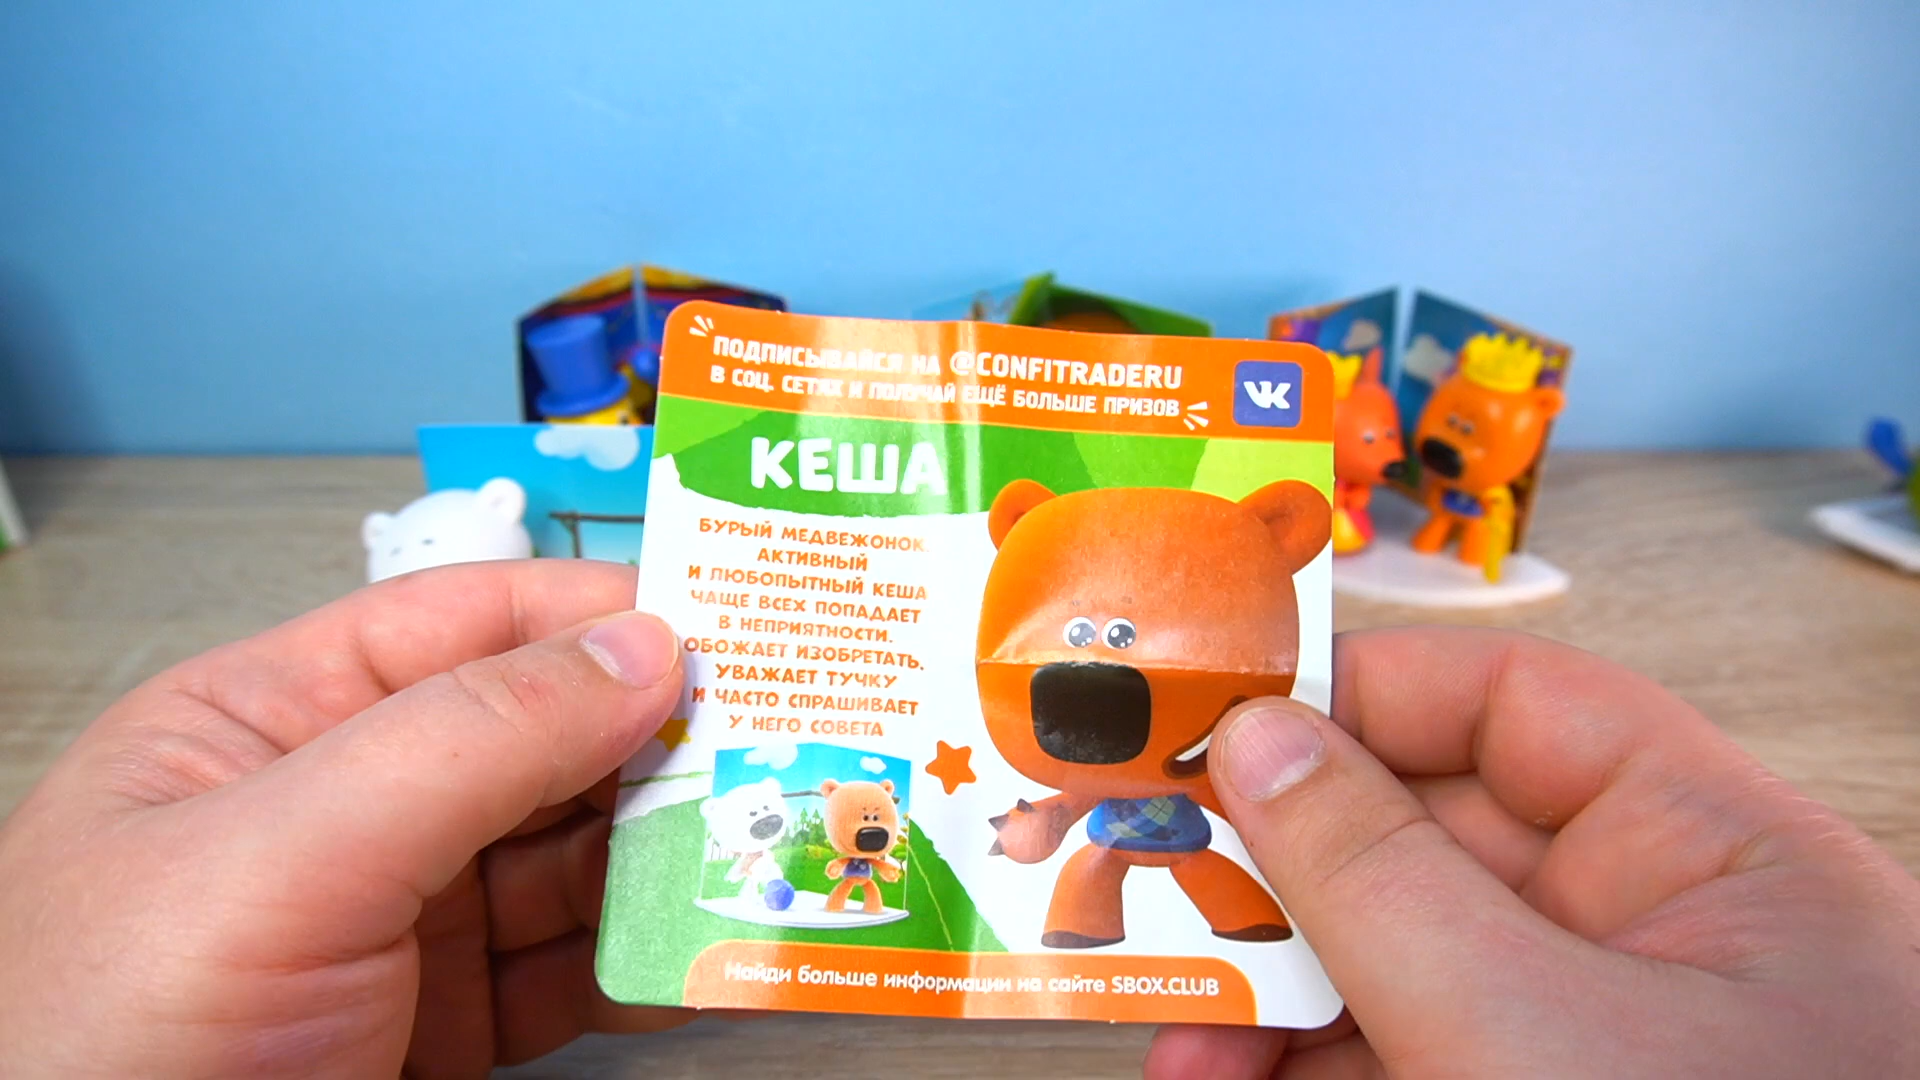 ПОДПИСЫВАЙСЯ НА @CONFITRADERU
В СОЦ. СЕТЯХ И ПОЛУЧАЙ ЕЩЁ БОЛЬШЕ ПРИЗОВ
VK
КЕША
БУРЫЙ МЕДВЕЖОНОК.
АКТИВНЫЙ
И ЛЮБОПЫТНЫЙ КЕША
ЧАЩЕ ВСЕХ ПОПАДАЕТ
В НЕПРИЯТНОСТИ.
ОБОЖАЕТ ИЗОБРЕТАТЬ.
УВАЖАЕТ ТУЧКУ
И ЧАСТО СПРАШИВАЕТ
У НЕГО СОВЕТА
Найди больше информации на сайте SBOX.CLUB